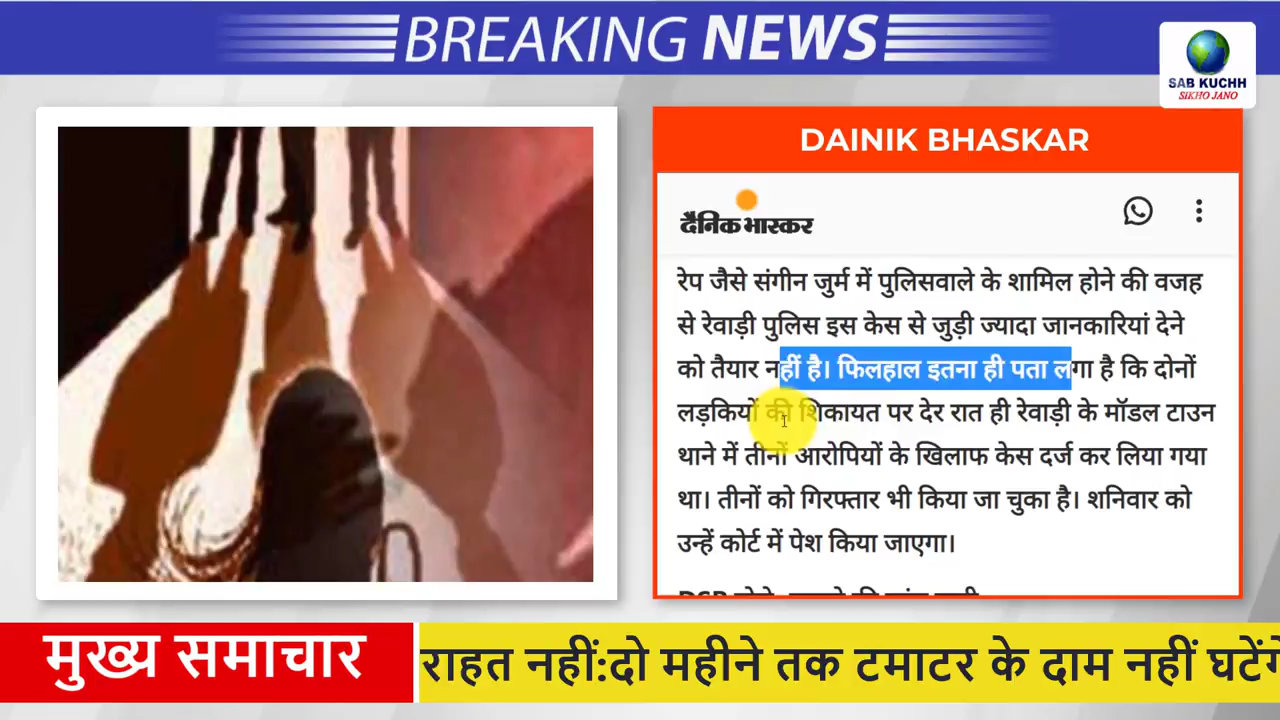 BREAKING NEWS
SAB KUCHH
SIKHO JANO
DAINIK BHASKAR
दैनिक भास्कर
रेप जैसे संगीन जुर्म में पुलिसवाले के शामिल होने की वजह
से रेवाड़ी पुलिस इस केस से जुड़ी ज्यादा जानकारियां देने
को तैयार नहीं है। फिलहाल इतना ही पता लगा है कि दोनों
लड़कियों की शिकायत पर देर रात ही रेवाड़ी के मॉडल टाउन
थाने में तीनों आरोपियों के खिलाफ केस दर्ज कर लिया गया
था। तीनों को गिरफ्तार भी किया जा चुका है। शनिवार को
उन्हें कोर्ट में पेश किया जाएगा।
मुख्य समाचार
राहत नहीं:दो महीने तक टमाटर के दाम नहीं घटेंगे